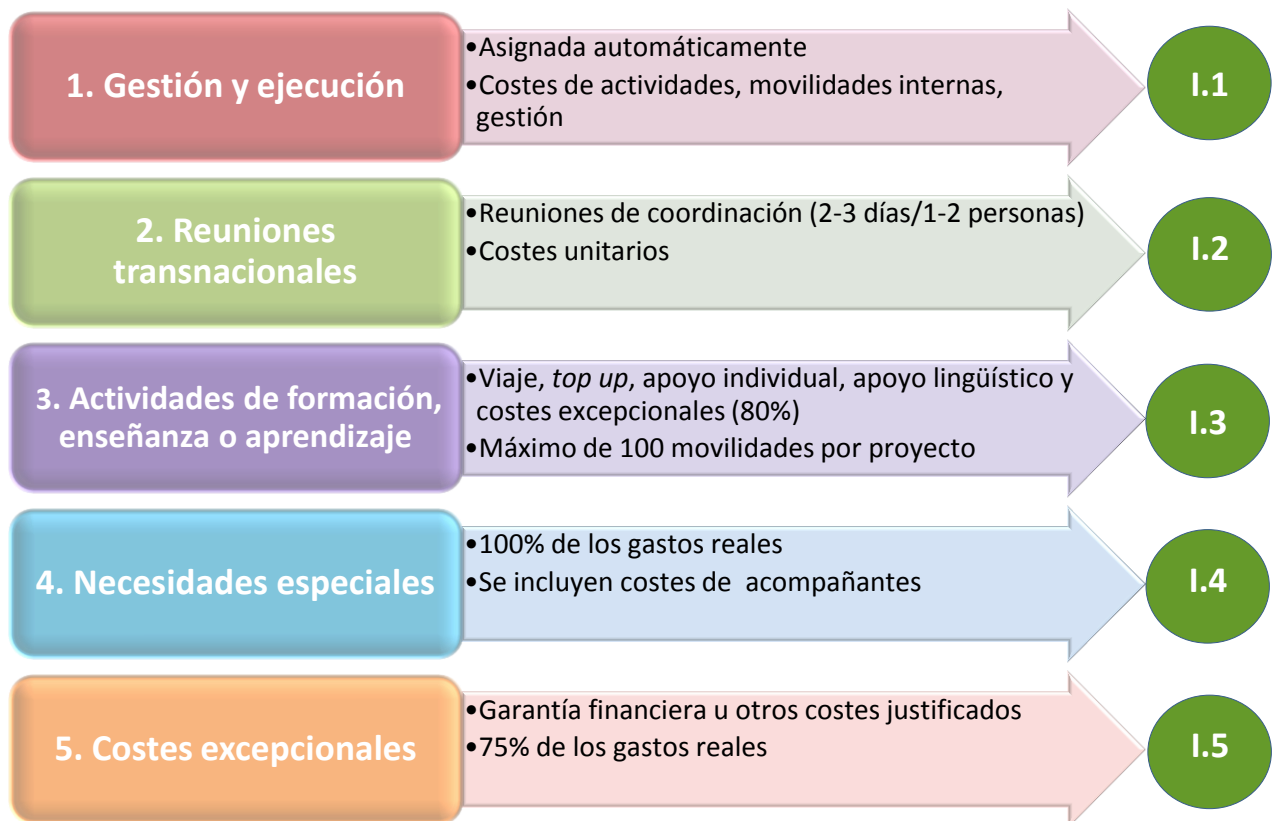 1. Gestión y ejecución
•Asignada automáticamente
•Costes de actividades, movilidades internas,
gestión
I.1
2. Reuniones
transnacionales
•Reuniones de coordinación (2-3 días/1-2 personas)
•Costes unitarios
I.2
3. Actividades de formación,
enseñanza o aprendizaje
•Viaje, top up, apoyo individual, apoyo lingüístico y
costes excepcionales (80%)
•Máximo de 100 movilidades por proyecto
I.3
4. Necesidades especiales
•100% de los gastos reales
•Se incluyen costes de  acompañantes
I.4
5. Costes excepcionales
•Garantía financiera u otros costes justificados
•75% de los gastos reales
I.5